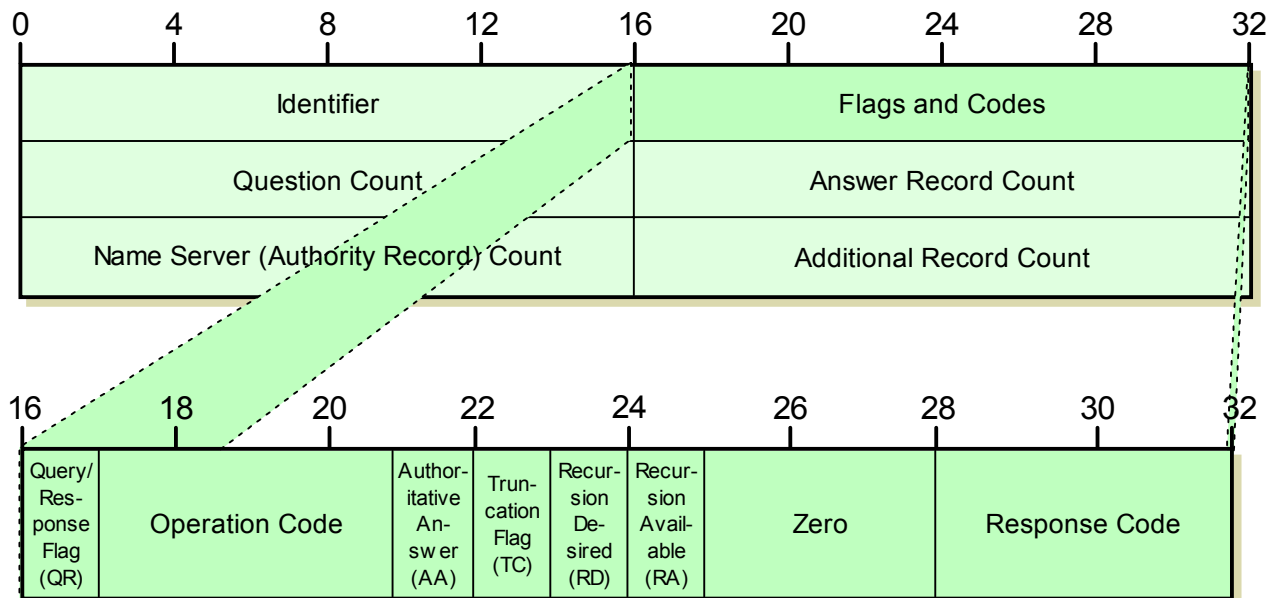 0 4 8 12 16 20 24 28 32
Identifier
Flags and Codes
Question Count
Answer Record Count
Name Server (Authority Record) Count
Additional Record Count
16 18 20 22 24 26 28 30 32
Query/
Res-
ponse
Flag
(QR)
Operation Code
Author-
itative
An-
swer
(AA)
Trun-
cation
Flag
(TC)
Recur-
sion
De-
sired
(RD)
Recur-
sion
Avail-
able
(RA)
Zero
Response Code